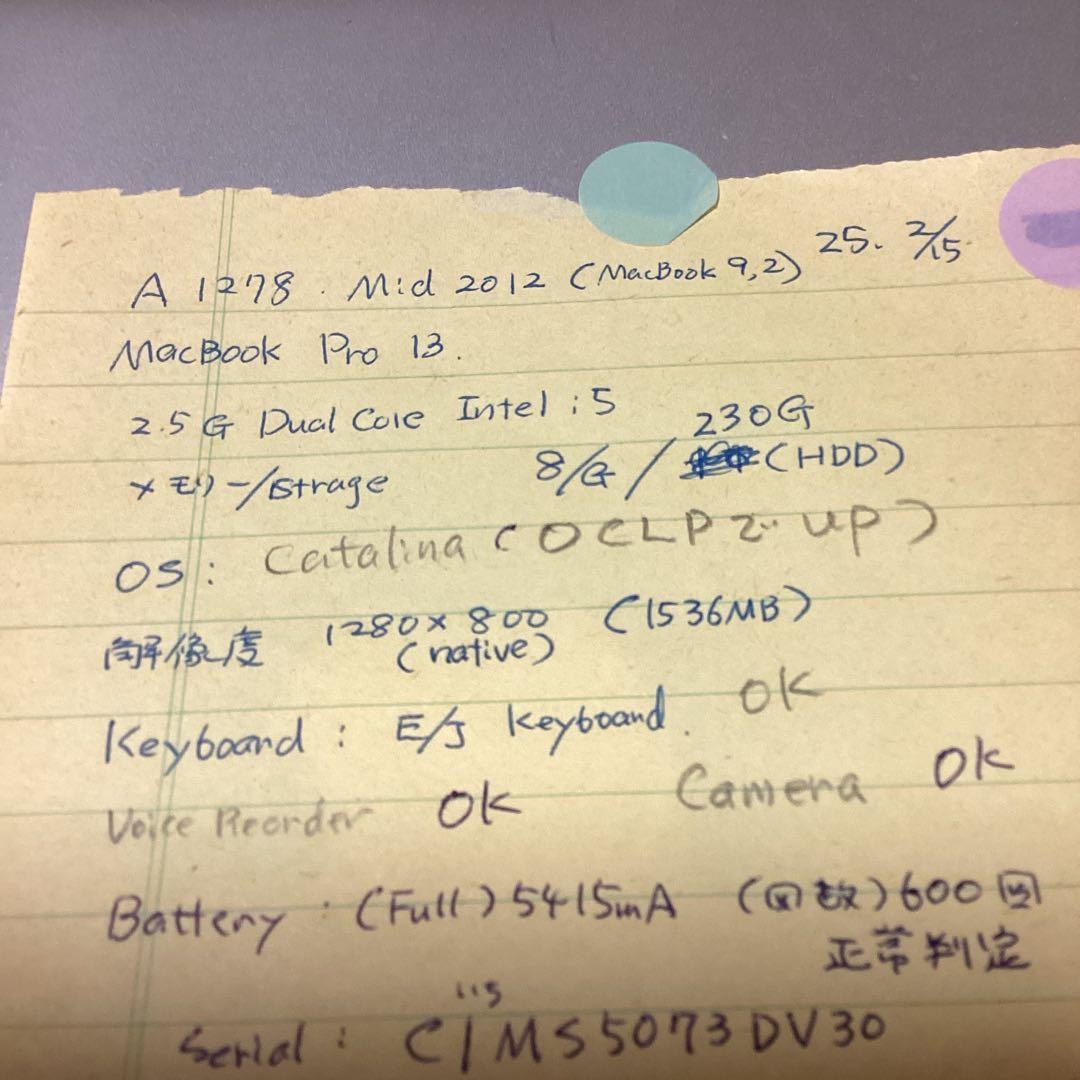 A 1278. Mid 2012 (MacBook 9,2) 25. 2/15.
MacBook Pro 13.
2.5 G Dual Core Intel i5
メモリー/strage 8/G / 230G (HDD)
OS: Catalina (OCLPで up)
解像度 1280×800 (1536MB)
(native)
Keyboard: E/J Keyboard. OK
Voice Reorder OK Camera OK
Battery: (Full) 5415mA (回数) 600回
正常判定
Serial: C1MS5073DV30